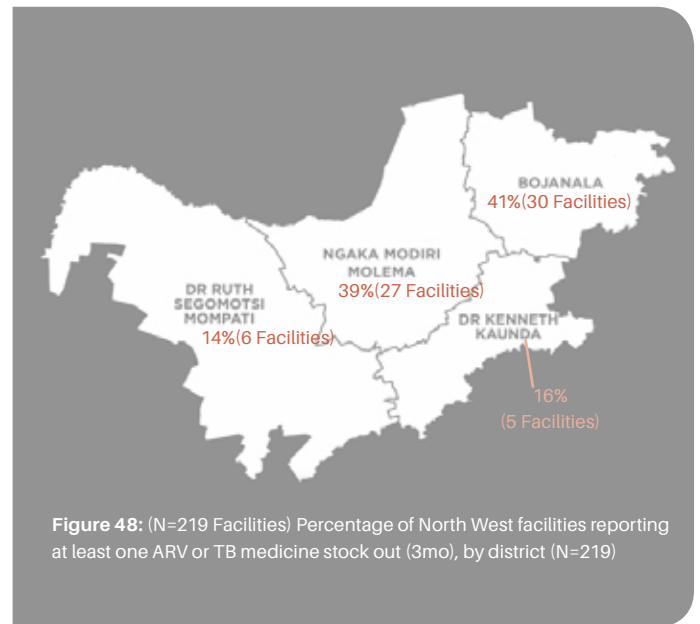 BOJANALA
41%(30 Facilities)
NGAKA MODIRI
MOLEMA
39%(27 Facilities)
DR RUTH
SEGOMOTSI
MOMPATI
14%(6 Facilities)
DR KENNETH
KAUNDA
16%
(5 Facilities)
Figure 48: (N=219 Facilities) Percentage of North West facilities reporting
at least one ARV or TB medicine stock out (3mo), by district (N=219)